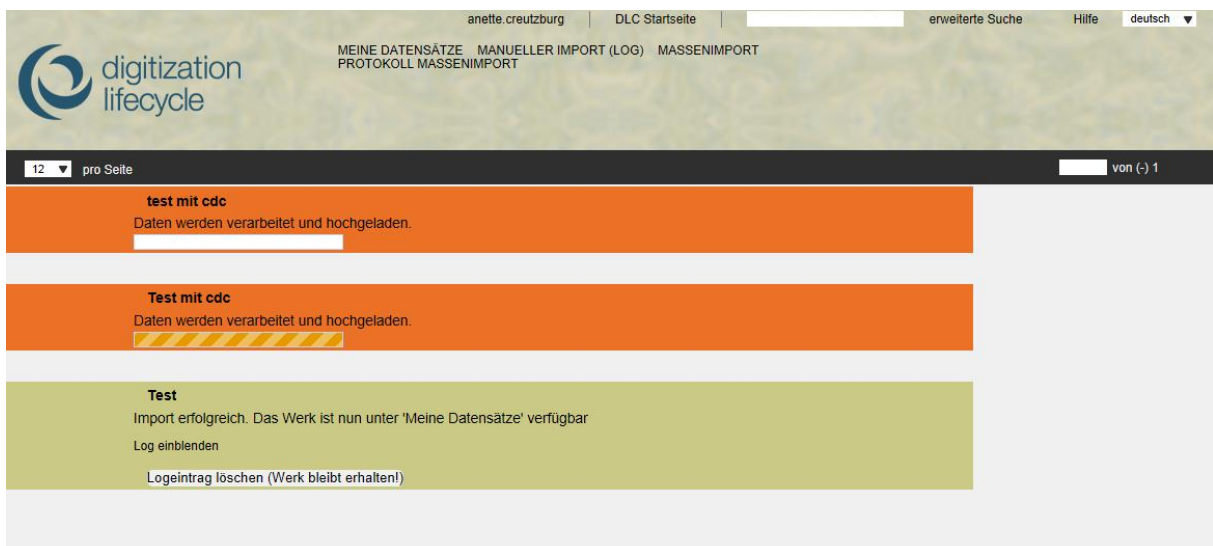 anette.creutzburg DLC Startseite erweiterte Suche Hilfe deutsch
digitization
lifecycle
MEINE DATENSÄTZE MANUELLER IMPORT (LOG) MASSENIMPORT
PROTOKOLL MASSENIMPORT
12 pro Seite von (-) 1
test mit cdc
Daten werden verarbeitet und hochgeladen.
Test mit cdc
Daten werden verarbeitet und hochgeladen.
Test
Import erfolgreich. Das Werk ist nun unter 'Meine Datensätze' verfügbar
Log einblenden
Logeintrag löschen (Werk bleibt erhalten!)